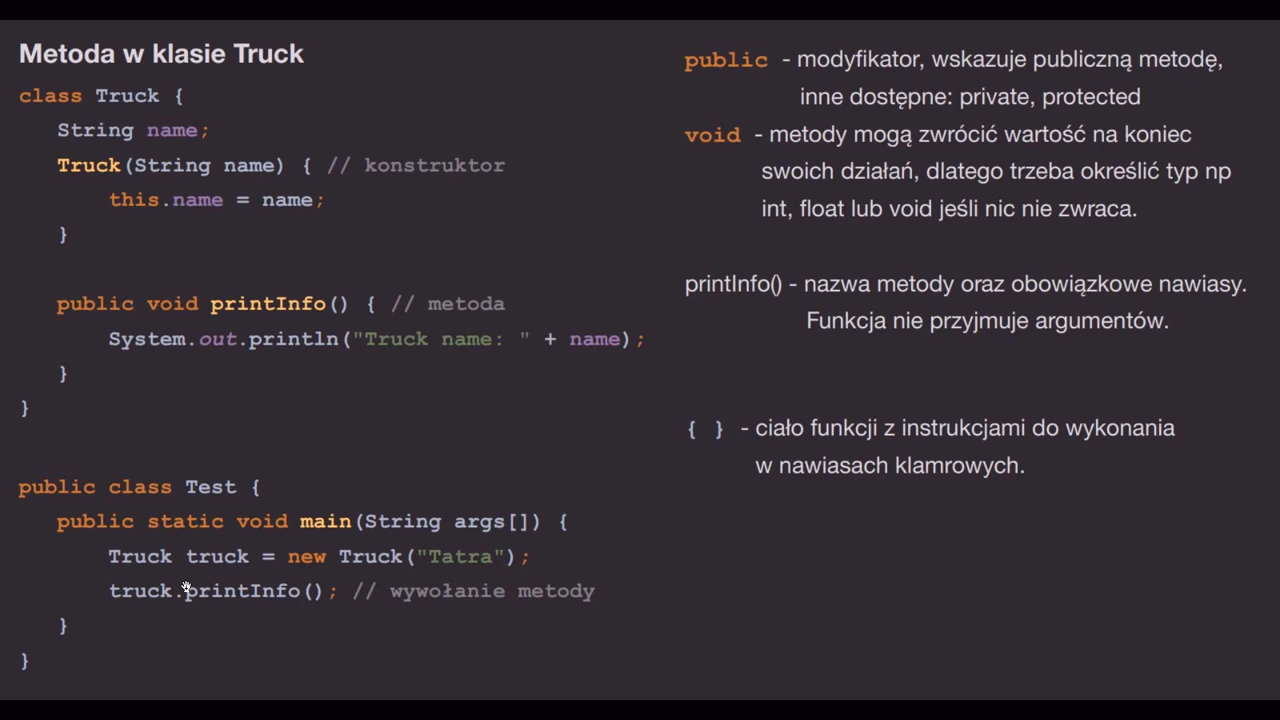 Metoda w klasie Truck
class Truck {
String name;
Truck(String name) { // konstruktor
this.name = name;
}
public void printInfo() { // metoda
System.out.println("Truck name: " + name);
}
}
public class Test {
public static void main(String args[]) {
Truck truck = new Truck("Tatra");
truck.printInfo(); // wywołanie metody
}
}
public - modyfikator, wskazuje publiczną metodę,
inne dostępne: private, protected
void - metody mogą zwrócić wartość na koniec
swoich działań, dlatego trzeba określić typ np
int, float lub void jeśli nic nie zwraca.
printInfo() - nazwa metody oraz obowiązkowe nawiasy.
Funkcja nie przyjmuje argumentów.
{ } - ciało funkcji z instrukcjami do wykonania
w nawiasach klamrowych.